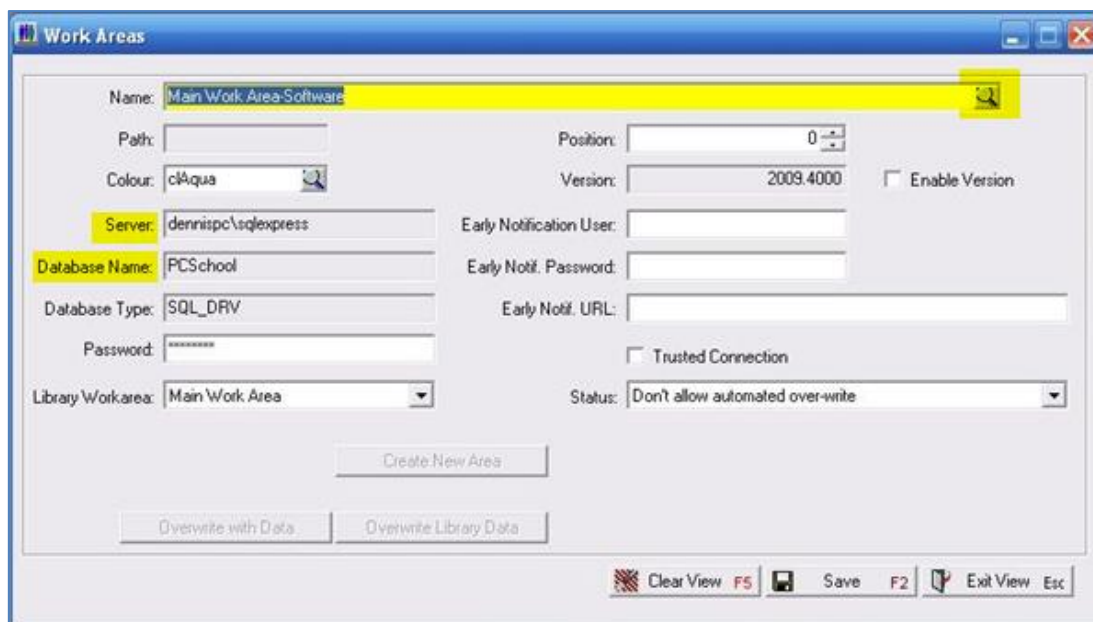 Work Areas
Name: Main Work Area-Software
Path: Position: 0
Colour: clAqua Version: 2009.4000 Enable Version
Server: dennispc\sqlexpress Early Notification User:
Database Name: PCSchool Early Notif. Password:
Database Type: SQL_DRV Early Notif. URL:
Password: ******** Trusted Connection
Library Workarea: Main Work Area Status: Don't allow automated over-write
Create New Area
Overwrite with Data Overwrite Library Data
Clear View F5 Save F2 Exit View Esc